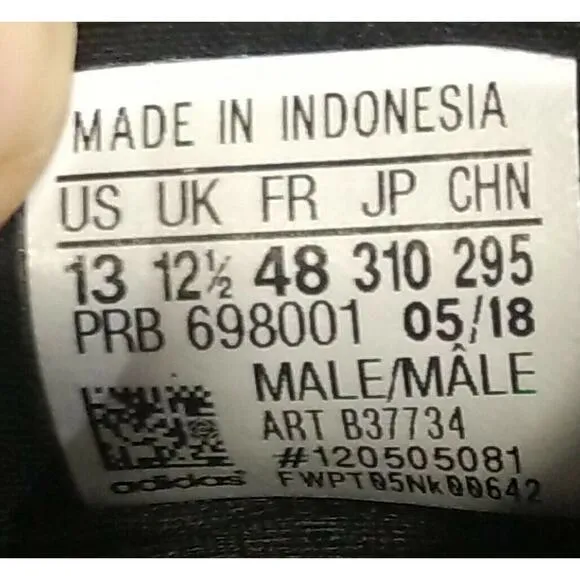 MADE IN INDONESIA
US UK FR JP CHN
13 12½ 48 310 295
PRB 698001 05/18
MALE/MÂLE
ART B37734
#120505081
adidas FWPT05Nk00642